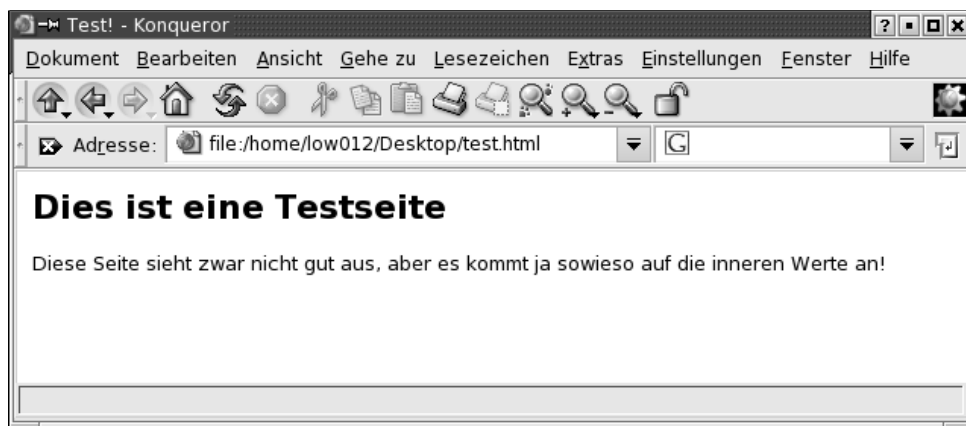 Test! - Konqueror
Dokument Bearbeiten Ansicht Gehe zu Lesezeichen Extras Einstellungen Fenster Hilfe
Adresse: file:/home/low012/Desktop/test.html G
Dies ist eine Testseite
Diese Seite sieht zwar nicht gut aus, aber es kommt ja sowieso auf die inneren Werte an!